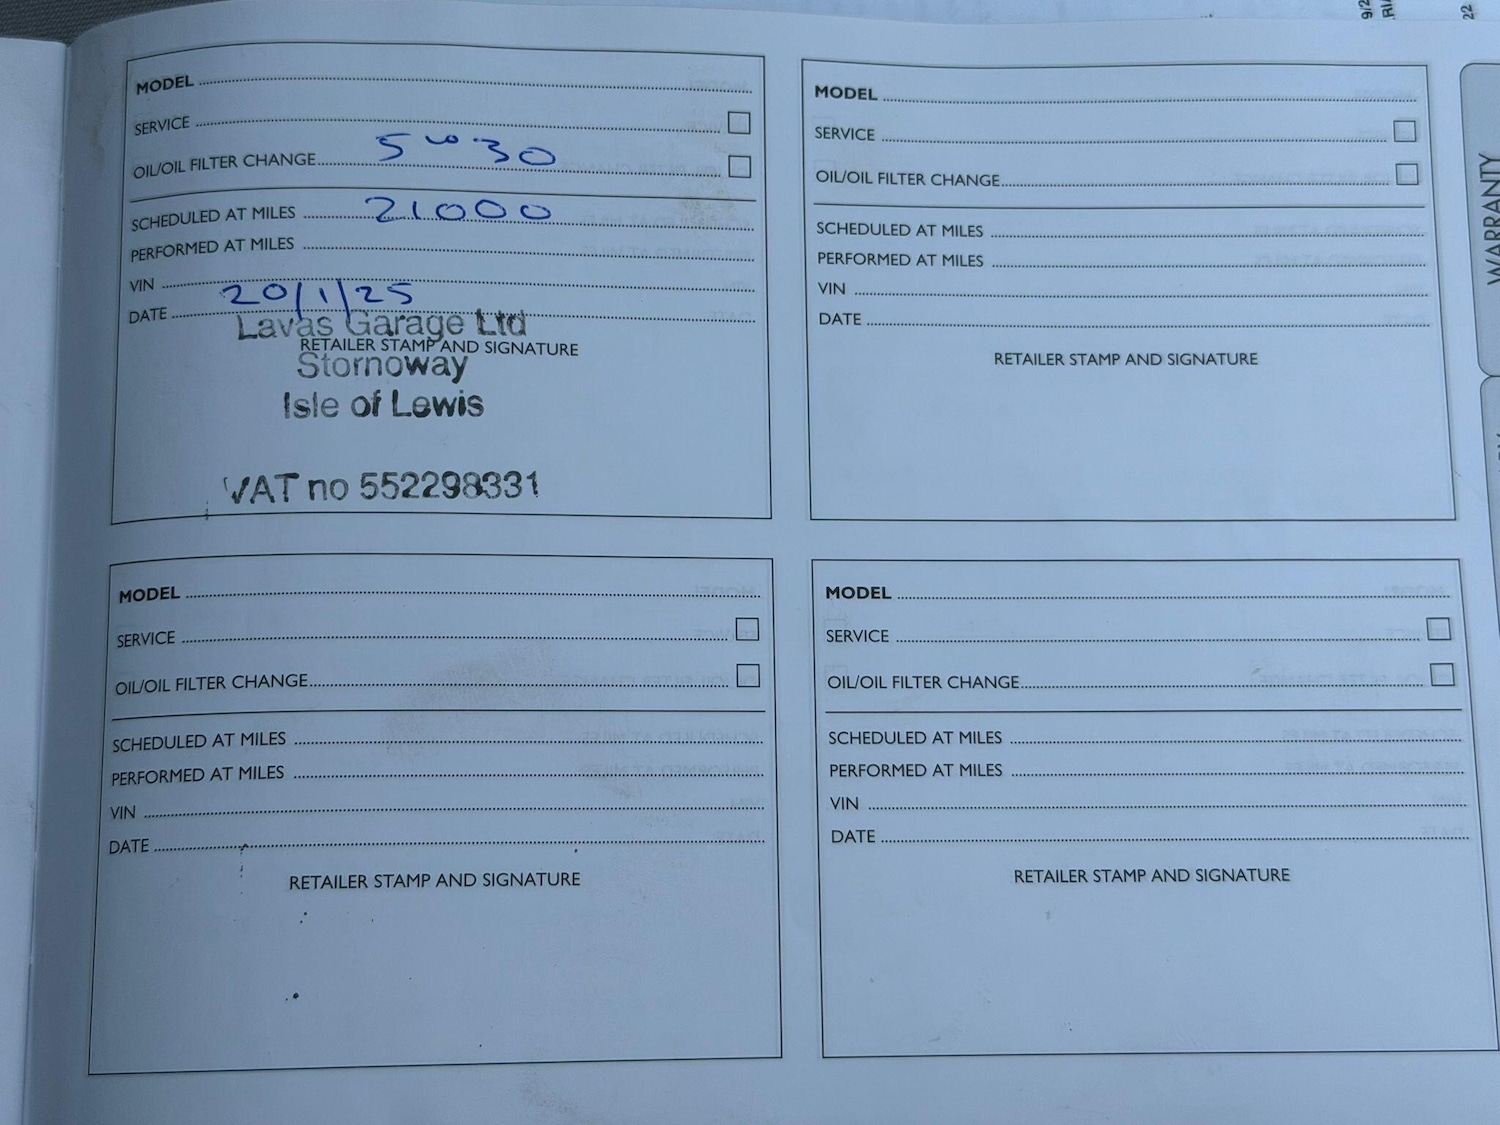 MODEL
SERVICE
OIL/OIL FILTER CHANGE 5w30
SCHEDULED AT MILES 21000
PERFORMED AT MILES
VIN
DATE 20/1/25
Lavas Garage Ltd
RETAILER STAMP AND SIGNATURE
Stornoway
Isle of Lewis
VAT no 552298331
MODEL
SERVICE
OIL/OIL FILTER CHANGE
SCHEDULED AT MILES
PERFORMED AT MILES
VIN
DATE
RETAILER STAMP AND SIGNATURE
MODEL
SERVICE
OIL/OIL FILTER CHANGE
SCHEDULED AT MILES
PERFORMED AT MILES
VIN
DATE
RETAILER STAMP AND SIGNATURE
MODEL
SERVICE
OIL/OIL FILTER CHANGE
SCHEDULED AT MILES
PERFORMED AT MILES
VIN
DATE
RETAILER STAMP AND SIGNATURE
WARRANTY
22